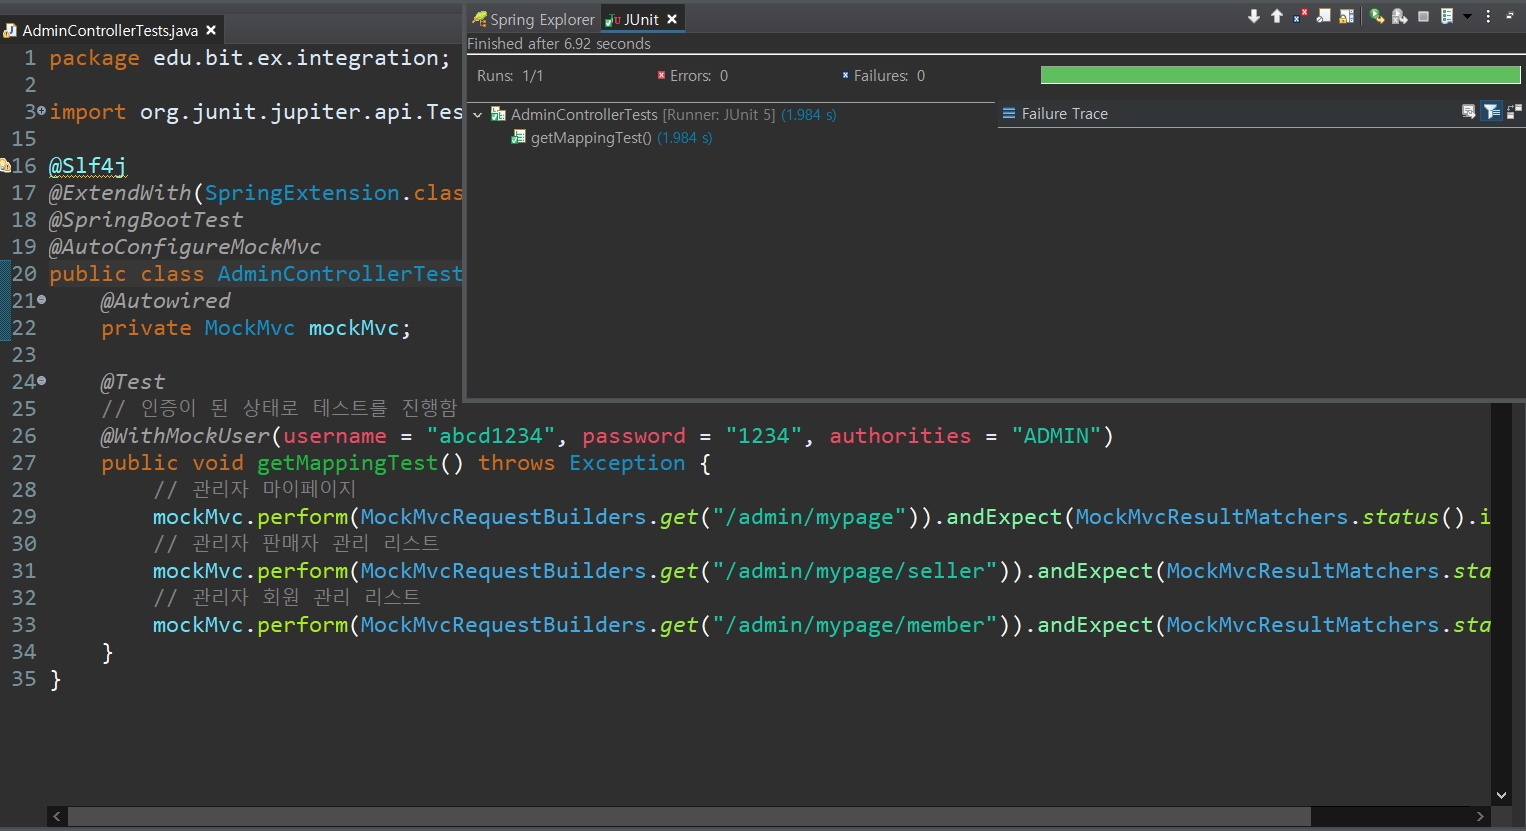 AdminControllerTests.java
1 package edu.bit.ex.integration;
2
3 import org.junit.jupiter.api.Tes
15
16 @Slf4j
17 @ExtendWith(SpringExtension.clas
18 @SpringBootTest
19 @AutoConfigureMockMvc
20 public class AdminControllerTest
21 @Autowired
22 private MockMvc mockMvc;
23
24 @Test
25 // 인증이 된 상태로 테스트를 진행함
26 @WithMockUser(username = "abcd1234", password = "1234", authorities = "ADMIN")
27 public void getMappingTest() throws Exception {
28 // 관리자 마이페이지
29 mockMvc.perform(MockMvcRequestBuilders.get("/admin/mypage")).andExpect(MockMvcResultMatchers.status().i
30 // 관리자 판매자 관리 리스트
31 mockMvc.perform(MockMvcRequestBuilders.get("/admin/mypage/seller")).andExpect(MockMvcResultMatchers.sta
32 // 관리자 회원 관리 리스트
33 mockMvc.perform(MockMvcRequestBuilders.get("/admin/mypage/member")).andExpect(MockMvcResultMatchers.sta
34 }
35 }
Spring Explorer JUnit
Finished after 6.92 seconds
Runs: 1/1 Errors: 0 Failures: 0
AdminControllerTests [Runner: JUnit 5] (1.984 s)
getMappingTest() (1.984 s)
Failure Trace